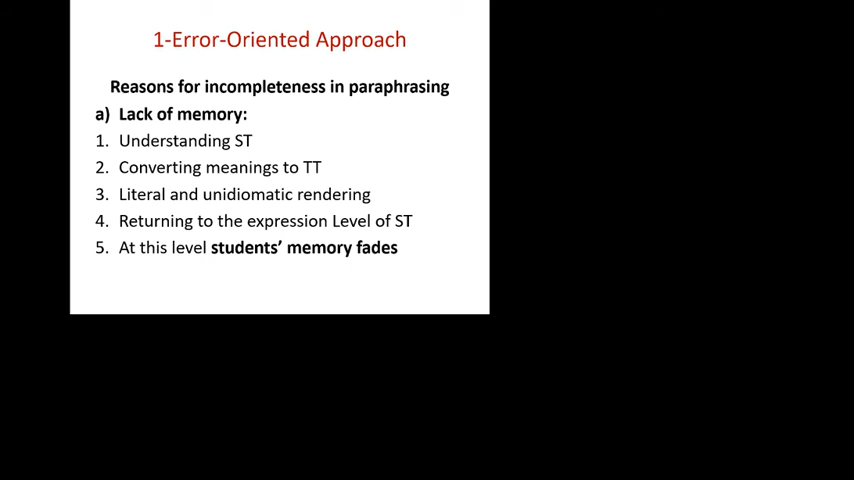 1-Error-Oriented Approach
Reasons for incompleteness in paraphrasing
a) Lack of memory:
1. Understanding ST
2. Converting meanings to TT
3. Literal and unidiomatic rendering
4. Returning to the expression Level of ST
5. At this level students’ memory fades